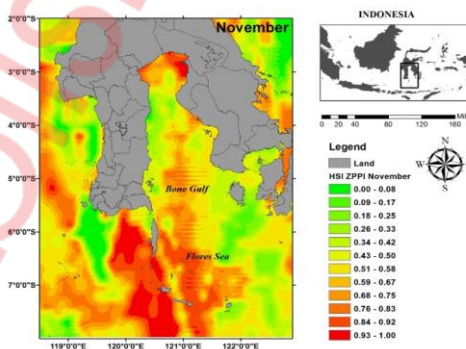 INDONESIA
November
2°0'0"S
3°0'0"S
4°0'0"S
5°0'0"S
6°0'0"S
7°0'0"S
Bone Gulf
Flores Sea
119°0'0"E 120°0'0"E 121°0'0"E 122°0'0"E
0 20 40 80 120 160
Legend
Land
HSI ZPPI November
0.00 - 0.08
0.09 - 0.17
0.18 - 0.25
0.26 - 0.33
0.34 - 0.42
0.43 - 0.50
0.51 - 0.58
0.59 - 0.67
0.68 - 0.75
0.76 - 0.83
0.84 - 0.92
0.93 - 1.00
N
W E
S